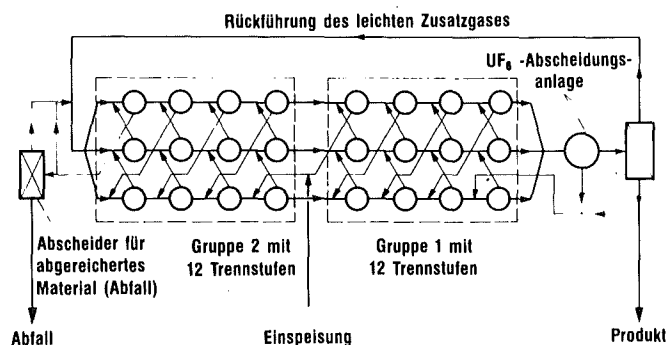 Rückführung des leichten Zusatzgases
UF₆ -Abscheidungs-
anlage
Abscheider für
abgereichertes
Material (Abfall)
Gruppe 2 mit
12 Trennstufen
Gruppe 1 mit
12 Trennstufen
Abfall
Einspeisung
Produkt